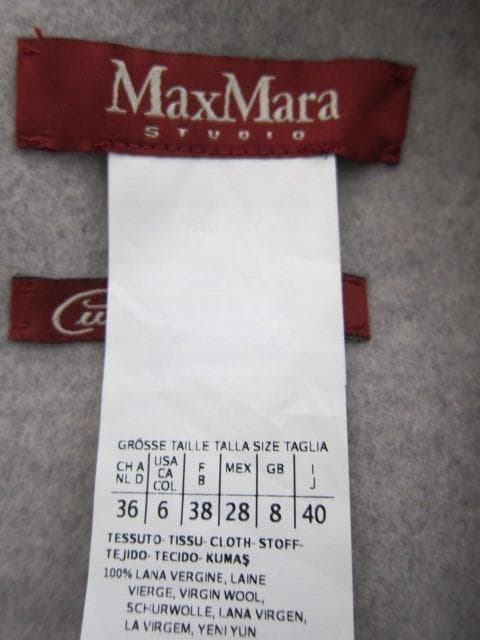 MaxMara
STUDIO
GRÖSSE TAILLE TALLA SIZE TAGLIA
CH A NL D USA CA COL F B MEX GB I J
36 6 38 28 8 40
TESSUTO- TISSU- CLOTH- STOFF-
TEJIDO- TECIDO- KUMAŞ
100% LANA VERGINE, LAINE
VIERGE, VIRGIN WOOL,
SCHURWOLLE, LANA VIRGEN,
LA VIRGEM, YENI YUN